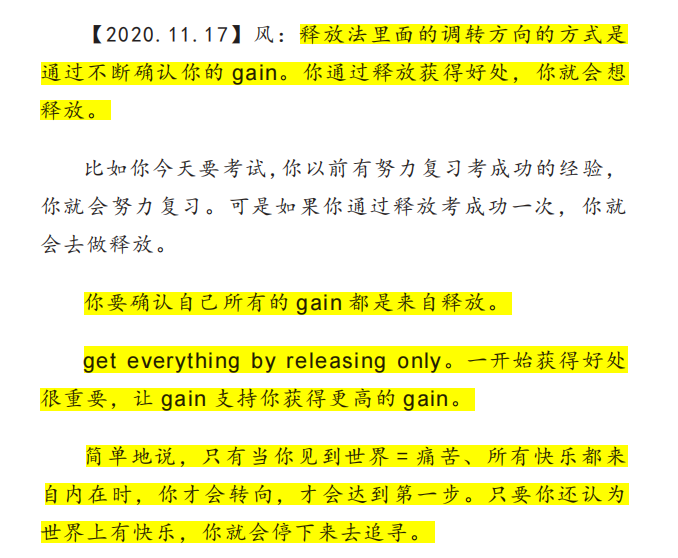 【2020.11.17】风：释放法里面的调转方向的方式是
通过不断确认你的 gain。你通过释放获得好处，你就会想
释放。
比如你今天要考试，你以前有努力复习考成功的经验，
你就会努力复习。可是如果你通过释放考成功一次，你就
会去做释放。
你要确认自己所有的 gain 都是来自释放。
get everything by releasing only。一开始获得好处
很重要，让 gain 支持你获得更高的 gain。
简单地说，只有当你见到世界 = 痛苦、所有快乐都来
自内在时，你才会转向，才会达到第一步。只要你还认为
世界上有快乐，你就会停下来去追寻。